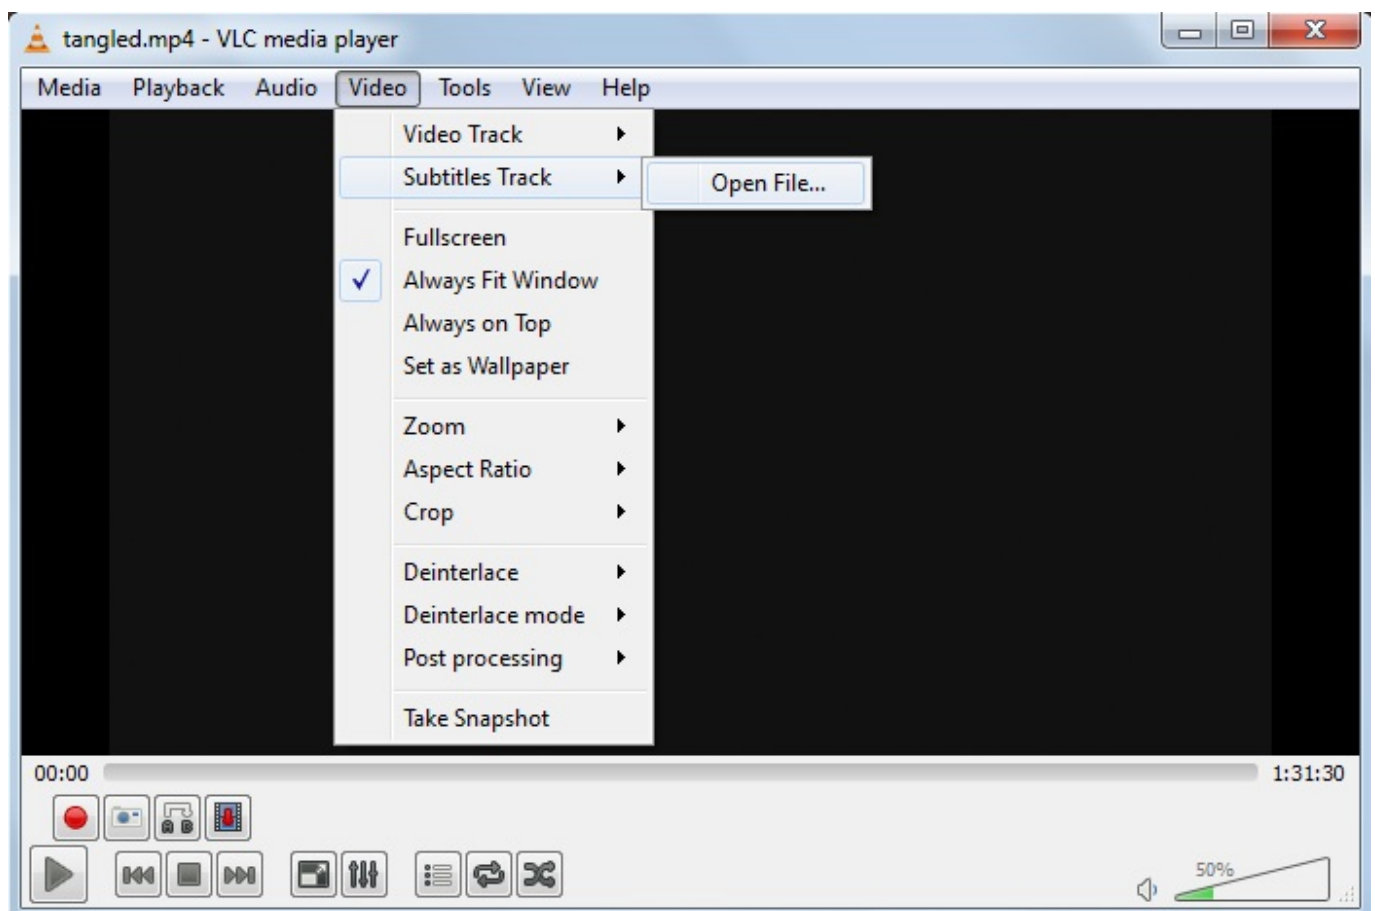 tangled.mp4 - VLC media player
Media Playback Audio Video Tools View Help
Video Track
Subtitles Track
Open File...
Fullscreen
Always Fit Window
Always on Top
Set as Wallpaper
Zoom
Aspect Ratio
Crop
Deinterlace
Deinterlace mode
Post processing
Take Snapshot
00:00 1:31:30
A B
50%